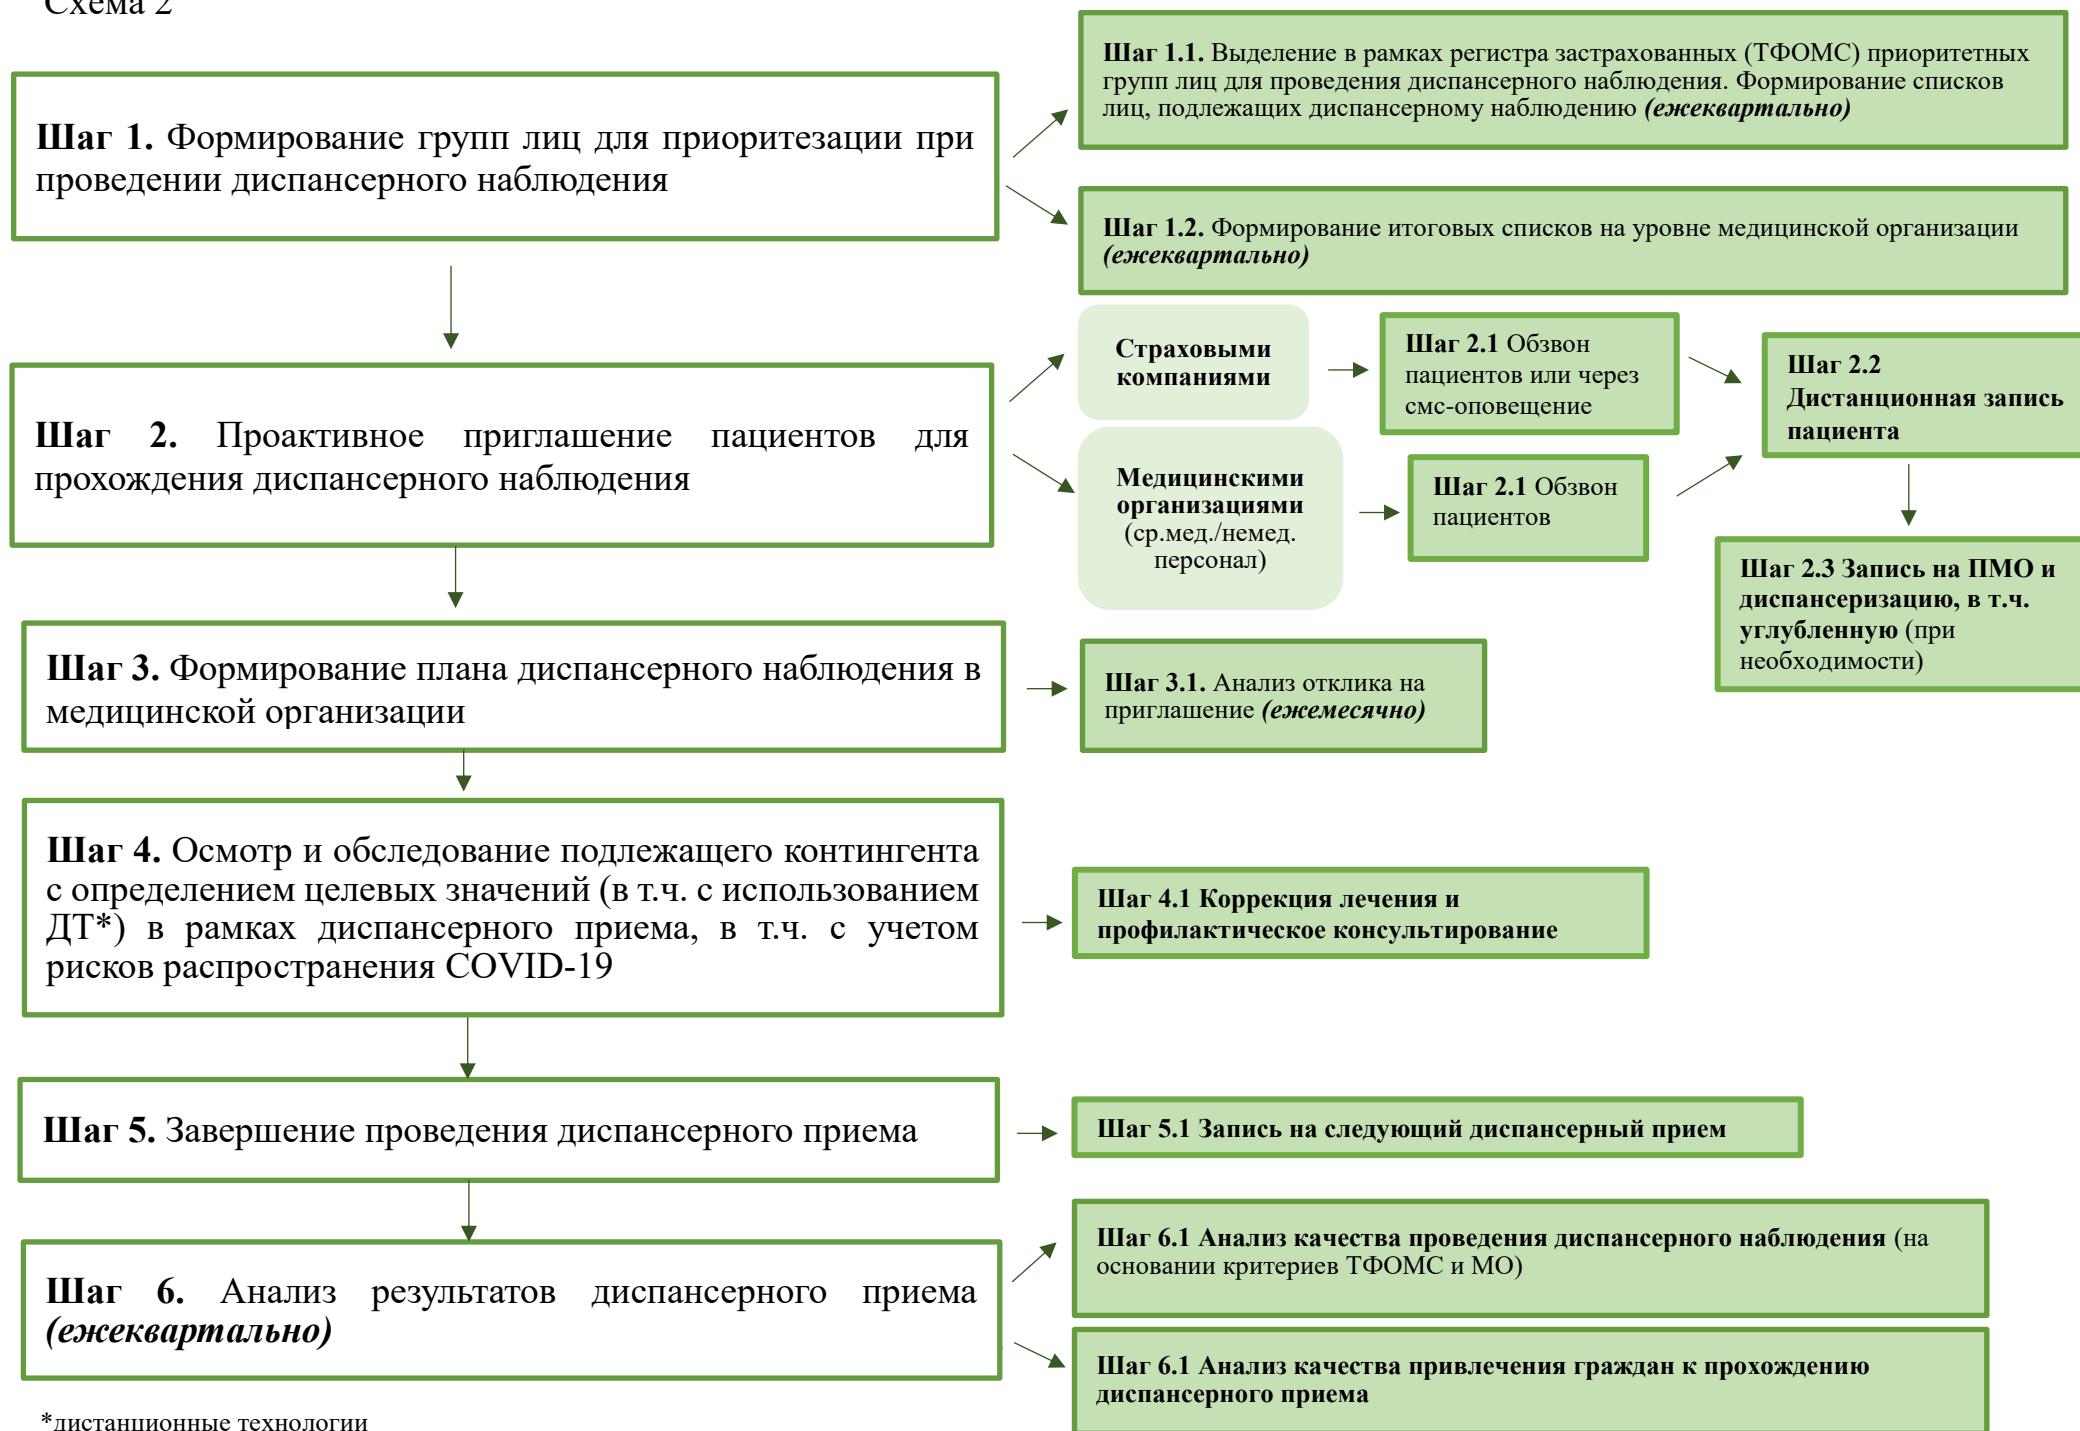 Схема 2
Шаг 1. Формирование групп лиц для приоритезации при
проведении диспансерного наблюдения
Шаг 1.1. Выделение в рамках регистра застрахованных (ТФОМС) приоритетных
групп лиц для проведения диспансерного наблюдения. Формирование списков
лиц, подлежащих диспансерному наблюдению (ежеквартально)
Шаг 1.2. Формирование итоговых списков на уровне медицинской организации
(ежеквартально)
Шаг 2. Проактивное приглашение пациентов для
прохождения диспансерного наблюдения
Страховыми
компаниями
Шаг 2.1 Обзвон
пациентов или через
смс-оповещение
Медицинскими
организациями
(ср.мед./немед.
персонал)
Шаг 2.1 Обзвон
пациентов
Шаг 2.2
Дистанционная запись
пациента
Шаг 2.3 Запись на ПМО и
диспансеризацию, в т.ч.
углубленную (при
необходимости)
Шаг 3. Формирование плана диспансерного наблюдения в
медицинской организации
Шаг 3.1. Анализ отклика на
приглашение (ежемесячно)
Шаг 4. Осмотр и обследование подлежащего контингента
с определением целевых значений (в т.ч. с использованием
ДТ*) в рамках диспансерного приема, в т.ч. с учетом
рисков распространения COVID-19
Шаг 4.1 Коррекция лечения и
профилактическое консультирование
Шаг 5. Завершение проведения диспансерного приема
Шаг 5.1 Запись на следующий диспансерный прием
Шаг 6. Анализ результатов диспансерного приема
(ежеквартально)
Шаг 6.1 Анализ качества проведения диспансерного наблюдения (на
основании критериев ТФОМС и МО)
Шаг 6.1 Анализ качества привлечения граждан к прохождению
диспансерного приема
*дистанционные технологии